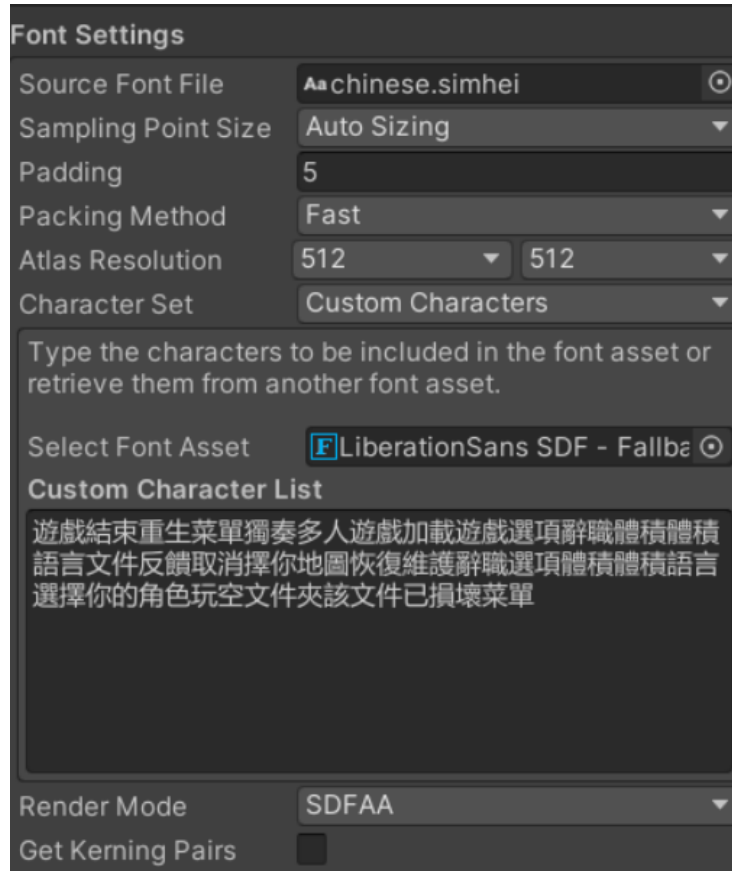 Font Settings
Source Font File Aa chinese.simhei
Sampling Point Size Auto Sizing
Padding 5
Packing Method Fast
Atlas Resolution 512 512
Character Set Custom Characters
Type the characters to be included in the font asset or
retrieve them from another font asset.
Select Font Asset F LiberationSans SDF - Fallba
Custom Character List
遊戲結束重生菜單獨奏多人遊戲加載遊戲選項辭職體積體積
語言文件反饋取消擇你地圖恢復維護辭職選項體積體積語言
選擇你的角色玩空文件夾該文件已損壞菜單
Render Mode SDFAA
Get Kerning Pairs